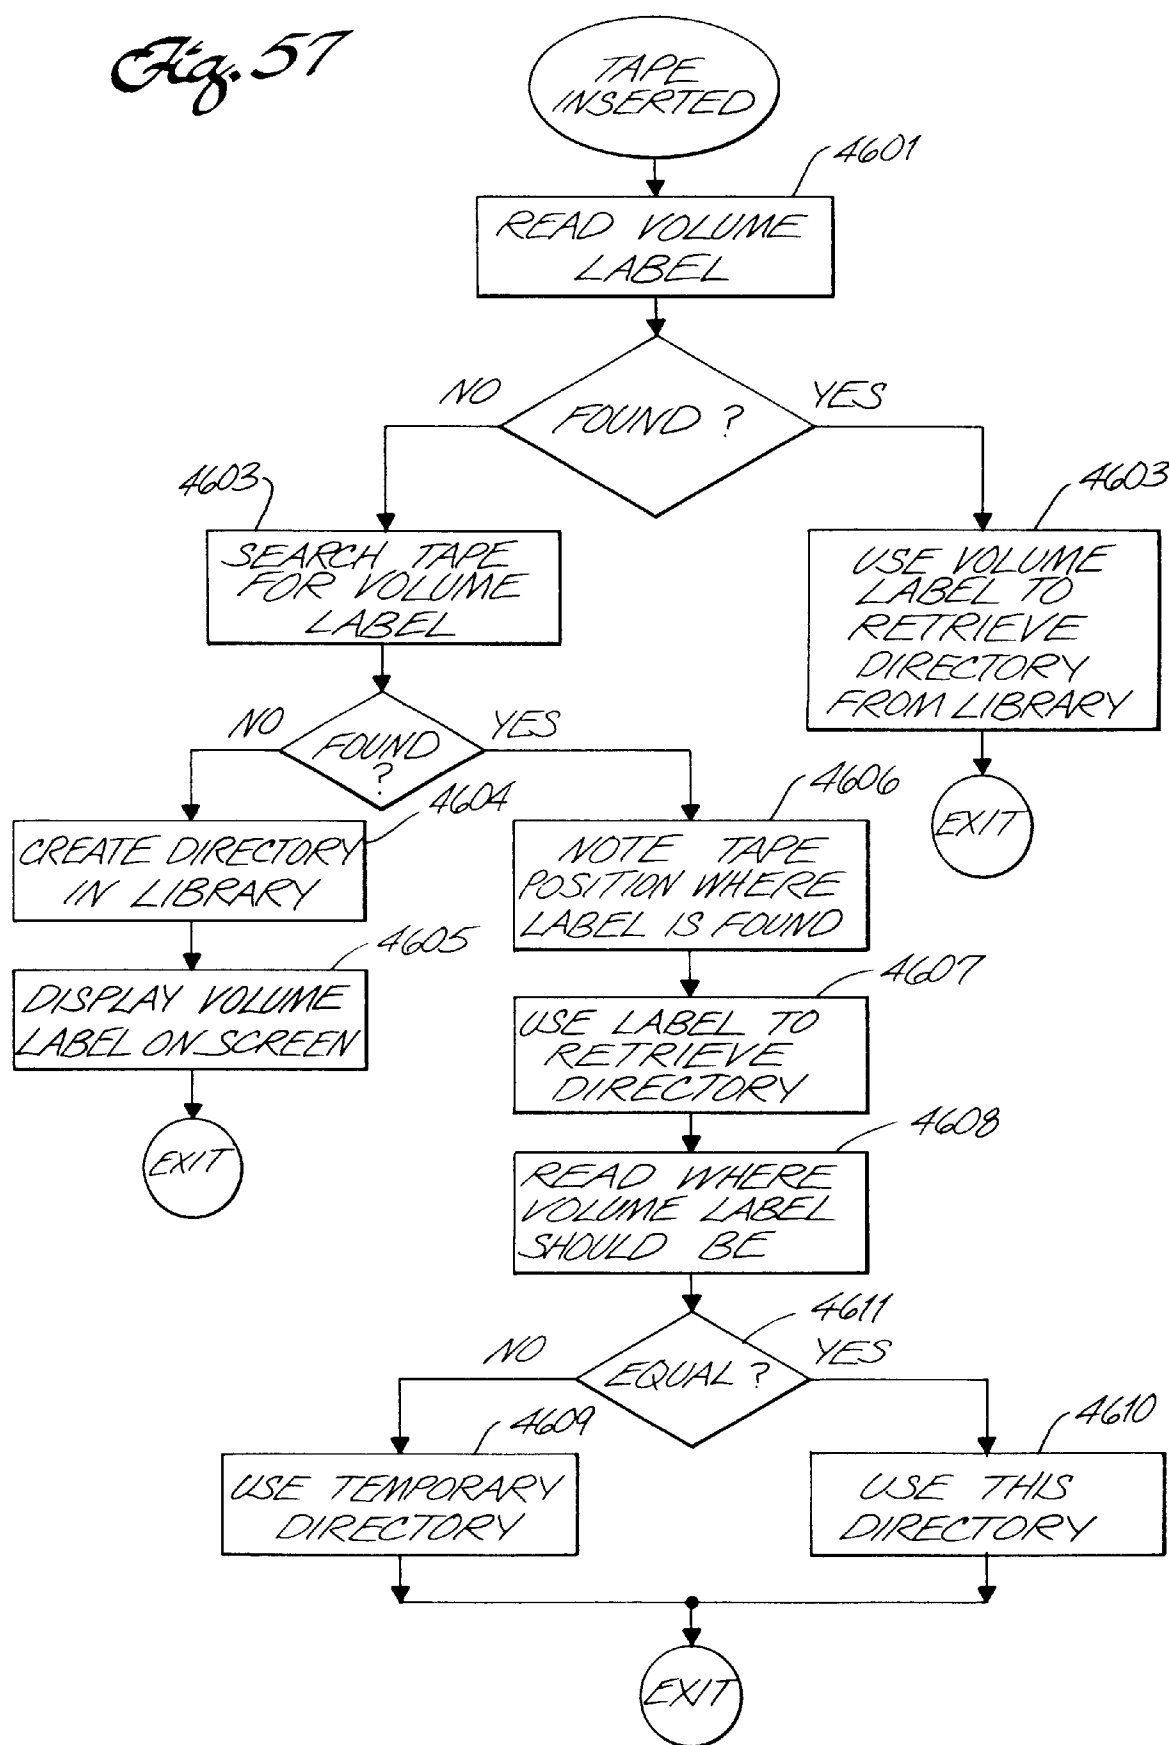 Fig. 57
TAPE
INSERTED
4601
READ VOLUME
LABEL
NO
FOUND ?
YES
4603
SEARCH TAPE
FOR VOLUME
LABEL
4603
USE VOLUME
LABEL TO
RETRIEVE
DIRECTORY
FROM LIBRARY
EXIT
NO
FOUND
?
YES
4604
CREATE DIRECTORY
IN LIBRARY
4605
DISPLAY VOLUME
LABEL ON SCREEN
EXIT
4606
NOTE TAPE
POSITION WHERE
LABEL IS FOUND
4607
USE LABEL TO
RETRIEVE
DIRECTORY
4608
READ WHERE
VOLUME LABEL
SHOULD BE
4611
NO
EQUAL ?
YES
4609
USE TEMPORARY
DIRECTORY
4610
USE THIS
DIRECTORY
EXIT